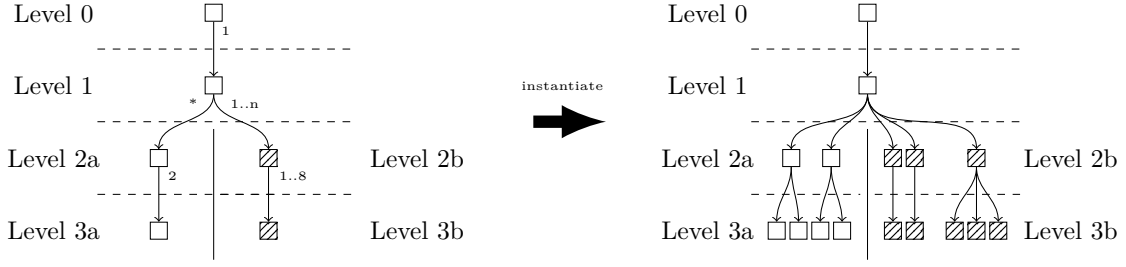 Level 0
1
Level 1
* 1..n
Level 2a Level 2b
2 1..8
Level 3a Level 3b
instantiate
Level 0
Level 1
Level 2a Level 2b
Level 3a Level 3b